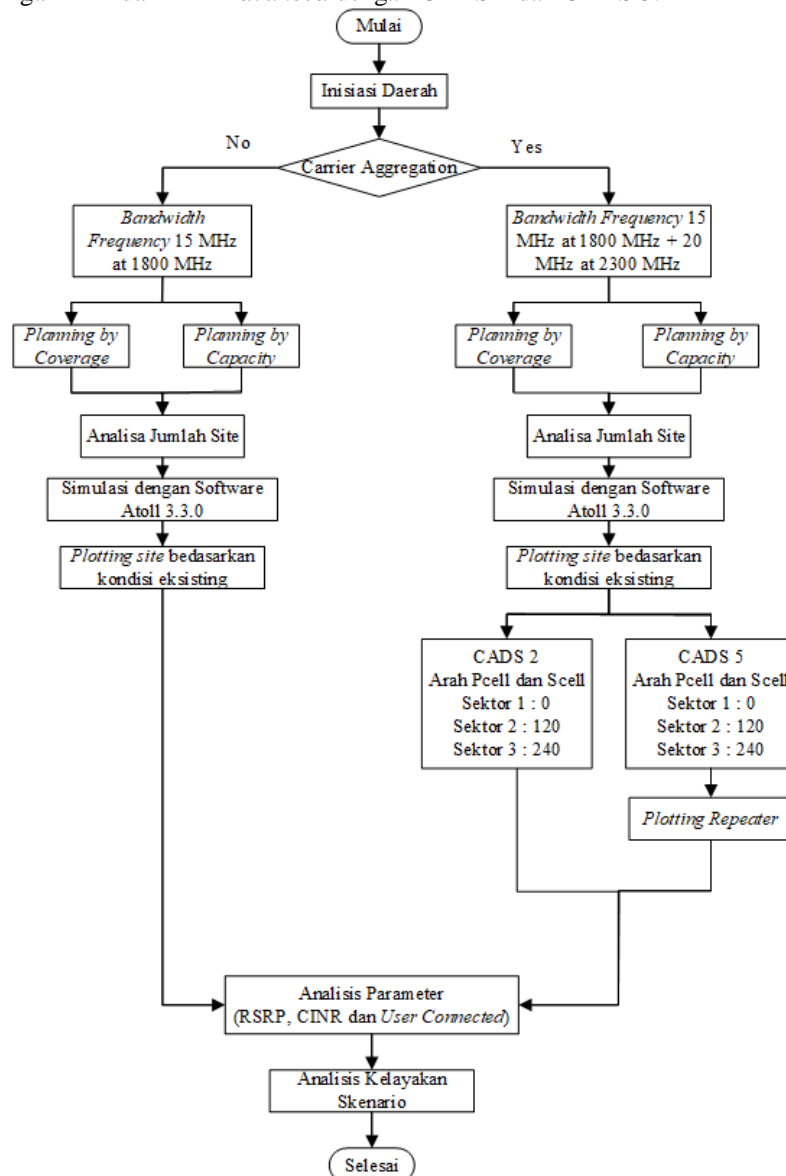 Mulai
Inisiasi Daerah
Carrier Aggregation
No
Yes
Bandwidth
Frequency 15 MHz
at 1800 MHz
Bandwidth Frequency 15
MHz at 1800 MHz + 20
MHz at 2300 MHz
Planning by
Coverage
Planning by
Capacity
Planning by
Coverage
Planning by
Capacity
Analisa Jumlah Site
Analisa Jumlah Site
Simulasi dengan Software
Atoll 3.3.0
Simulasi dengan Software
Atoll 3.3.0
Plotting site bedasarkan
kondisi eksisting
Plotting site bedasarkan
kondisi eksisting
CADS 2
Arah Pcell dan Scell
Sektor 1 : 0
Sektor 2 : 120
Sektor 3 : 240
CADS 5
Arah Pcell dan Scell
Sektor 1 : 0
Sektor 2 : 120
Sektor 3 : 240
Plotting Repeater
Analisis Parameter
(RSRP, CINR dan User Connected)
Analisis Kelayakan
Skenario
Selesai